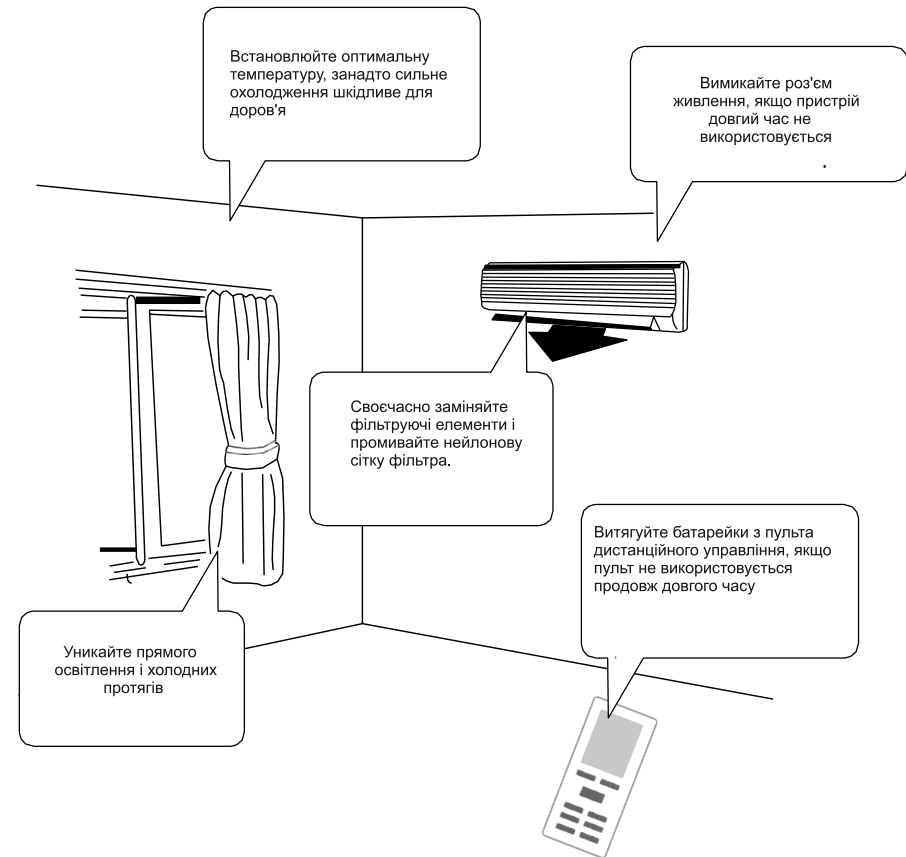 Встановлюйте оптимальну
температуру, занадто сильне
охолодження шкідливе для
доров'я
Вимикайте роз'єм
живлення, якщо пристрій
довгий час не
використовується
Своєчасно заміняйте
фільтруючі елементи і
промивайте нейлонову
сітку фільтра.
Витягуйте батарейки з пульта
дистанційного управління, якщо
пульт не використовується
продовж довгого часу
Уникайте прямого
освітлення і холодних
протягів